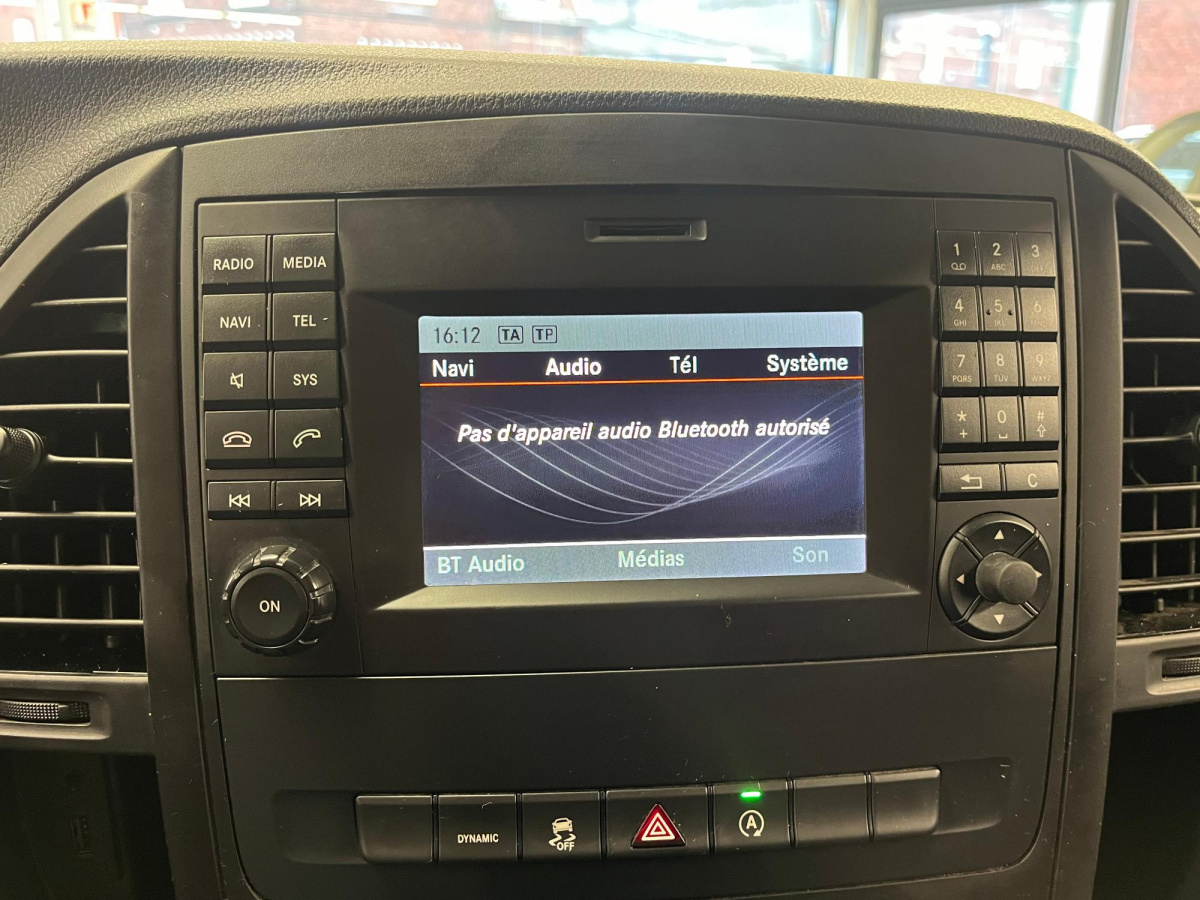 RADIO MEDIA
NAVI TEL
SYS
ON
16:12 TA TP
Navi Audio Tél Système
Pas d'appareil audio Bluetooth autorisé
BT Audio Médias Son
1 2 3
ABC
4 5 6
GHI JKL
7 8 9
PQRS TUV WXYZ
* 0 #
+
C
DYNAMIC
OFF
A